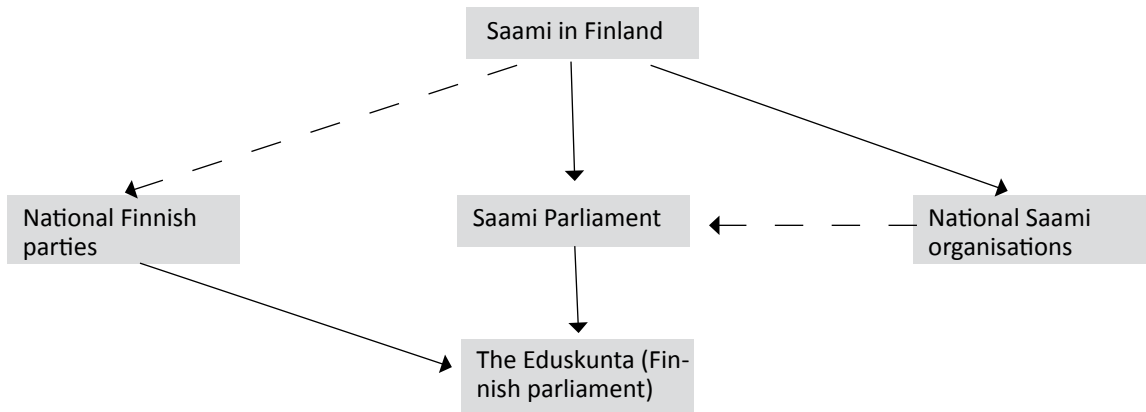 Saami in Finland
National Finnish
parties
Saami Parliament
National Saami
organisations
The Eduskunta (Fin-
nish parliament)